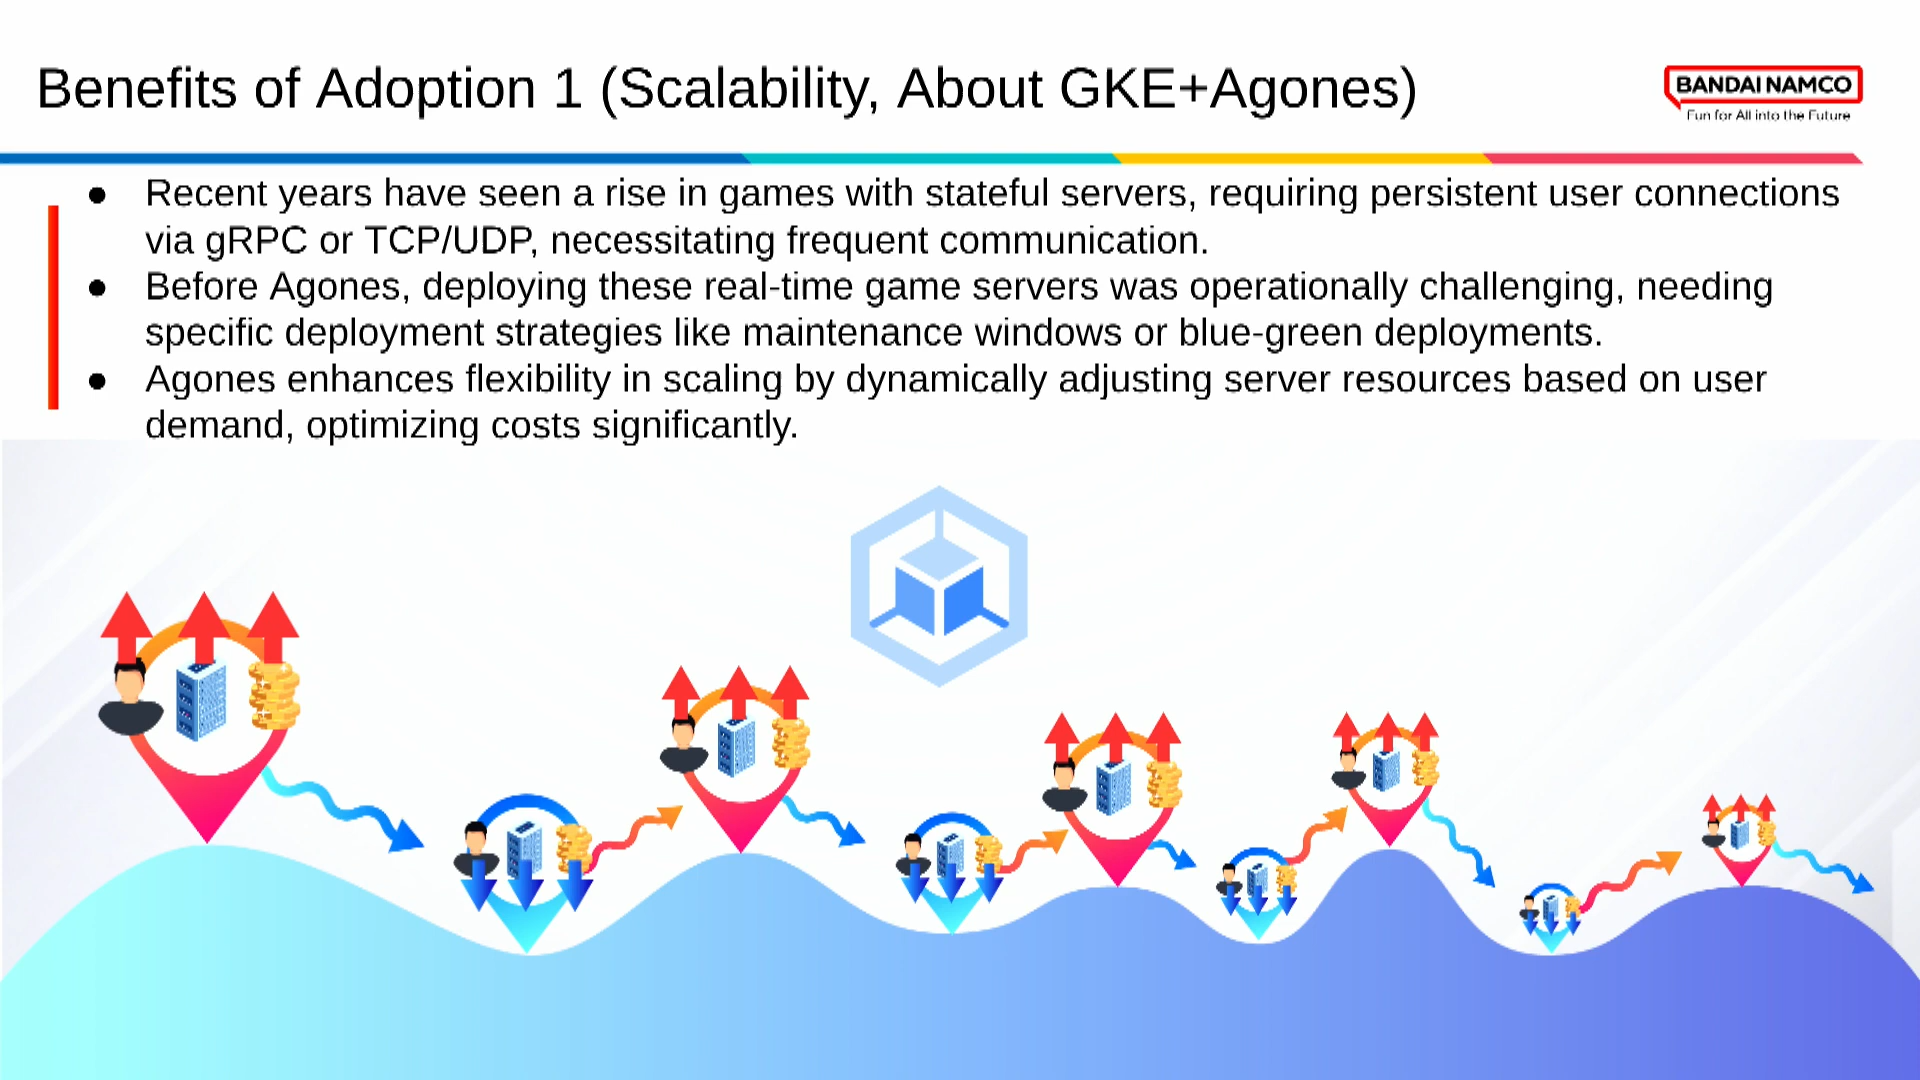 Benefits of Adoption 1 (Scalability, About GKE+Agones)
BANDAI NAMCO
Fun for All into the Future
● Recent years have seen a rise in games with stateful servers, requiring persistent user connections
via gRPC or TCP/UDP, necessitating frequent communication.
● Before Agones, deploying these real-time game servers was operationally challenging, needing
specific deployment strategies like maintenance windows or blue-green deployments.
● Agones enhances flexibility in scaling by dynamically adjusting server resources based on user
demand, optimizing costs significantly.